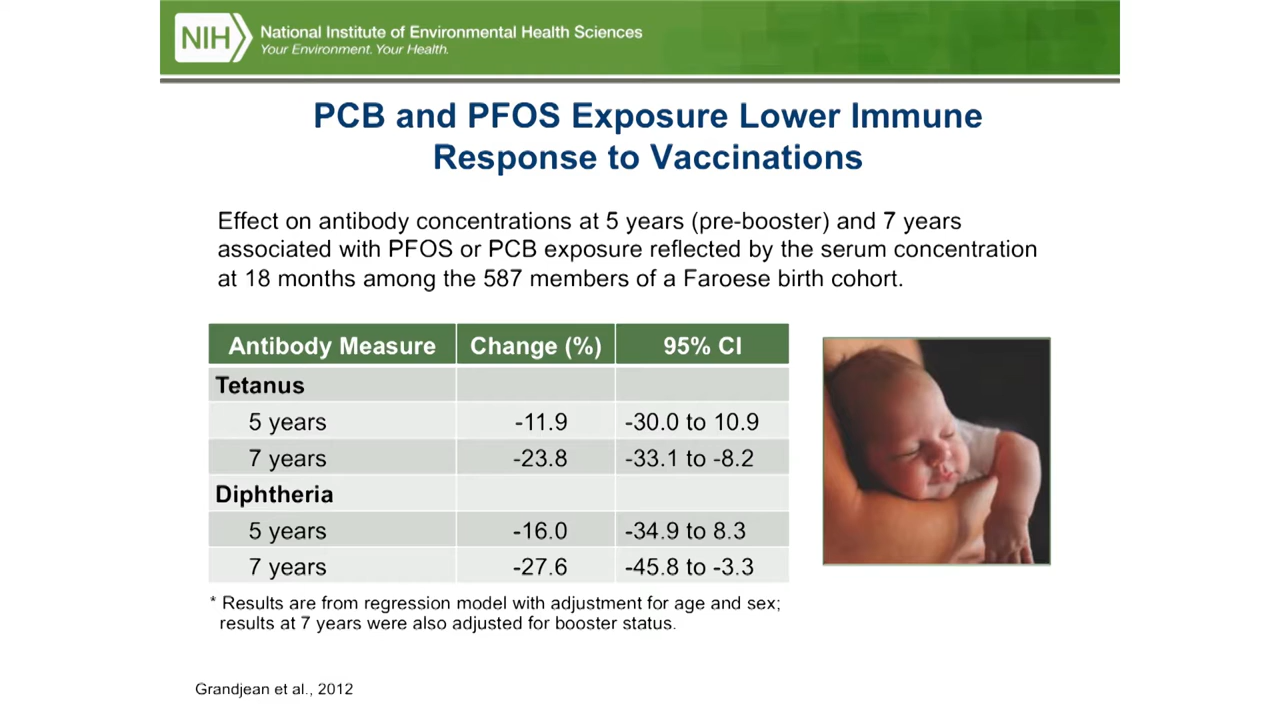 NIH
National Institute of Environmental Health Sciences
Your Environment. Your Health.
PCB and PFOS Exposure Lower Immune
Response to Vaccinations
Effect on antibody concentrations at 5 years (pre-booster) and 7 years
associated with PFOS or PCB exposure reflected by the serum concentration
at 18 months among the 587 members of a Faroese birth cohort.
Antibody Measure Change (%) 95% CI
Tetanus
5 years -11.9 -30.0 to 10.9
7 years -23.8 -33.1 to -8.2
Diphtheria
5 years -16.0 -34.9 to 8.3
7 years -27.6 -45.8 to -3.3
* Results are from regression model with adjustment for age and sex;
results at 7 years were also adjusted for booster status.
Grandjean et al., 2012